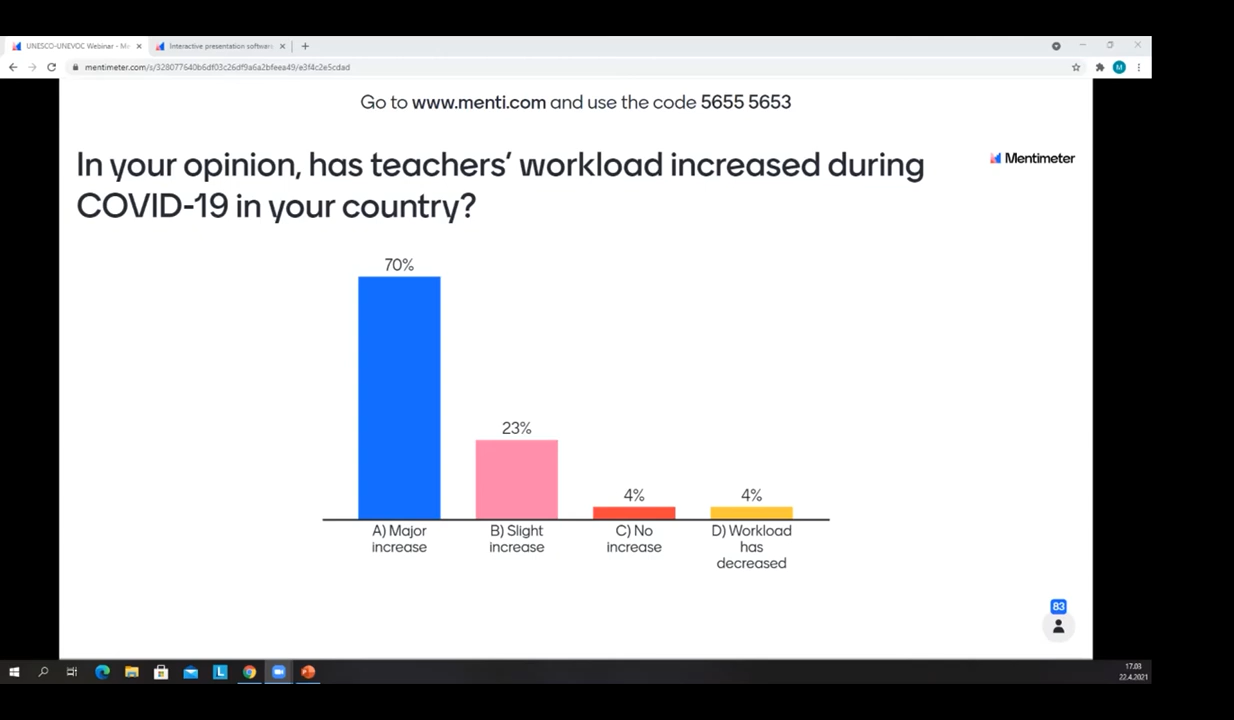 UNESCO-UNEVOC Webinar - Me
Interactive presentation software
mentimeter.com/s/328077640b6df03c26df9a6a2bfeea49/e3f4c2e5cdad
M
Go to www.menti.com and use the code 5655 5653
In your opinion, has teachers’ workload increased during
COVID-19 in your country?
Mentimeter
70%
23%
4%
4%
A) Major
increase
B) Slight
increase
C) No
increase
D) Workload
has
decreased
83
L
17.03
22.4.2021